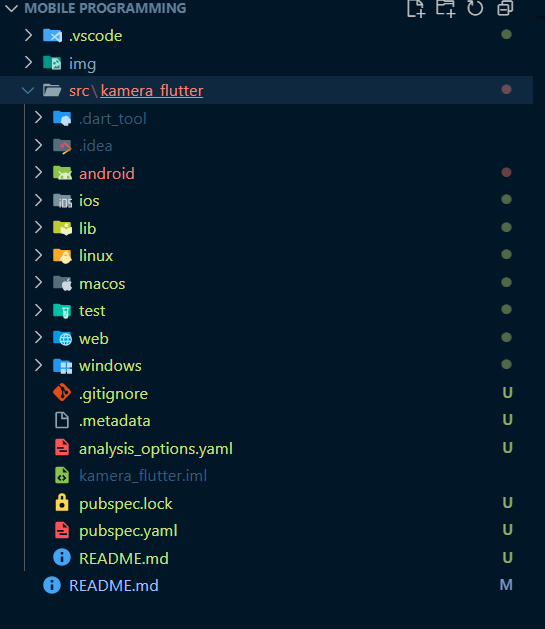 MOBILE PROGRAMMING
.vscode
img
src\kamera_flutter
.dart_tool
.idea
android
iOS ios
lib
linux
macos
test
web
windows
.gitignore U
.metadata U
analysis_options.yaml U
kamera_flutter.iml
pubspec.lock U
pubspec.yaml U
README.md U
README.md M